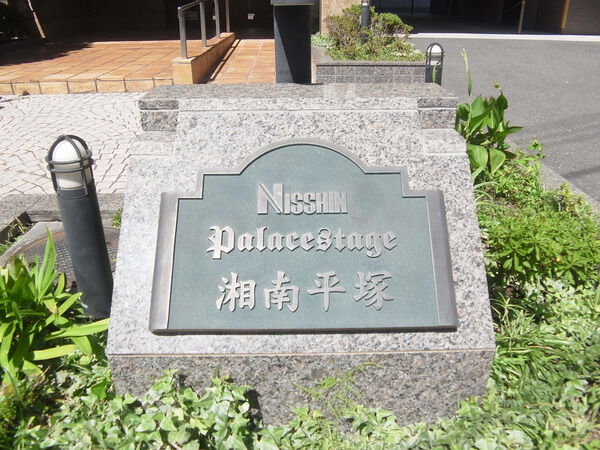 NISSHIN
Palacestage
湘南平塚